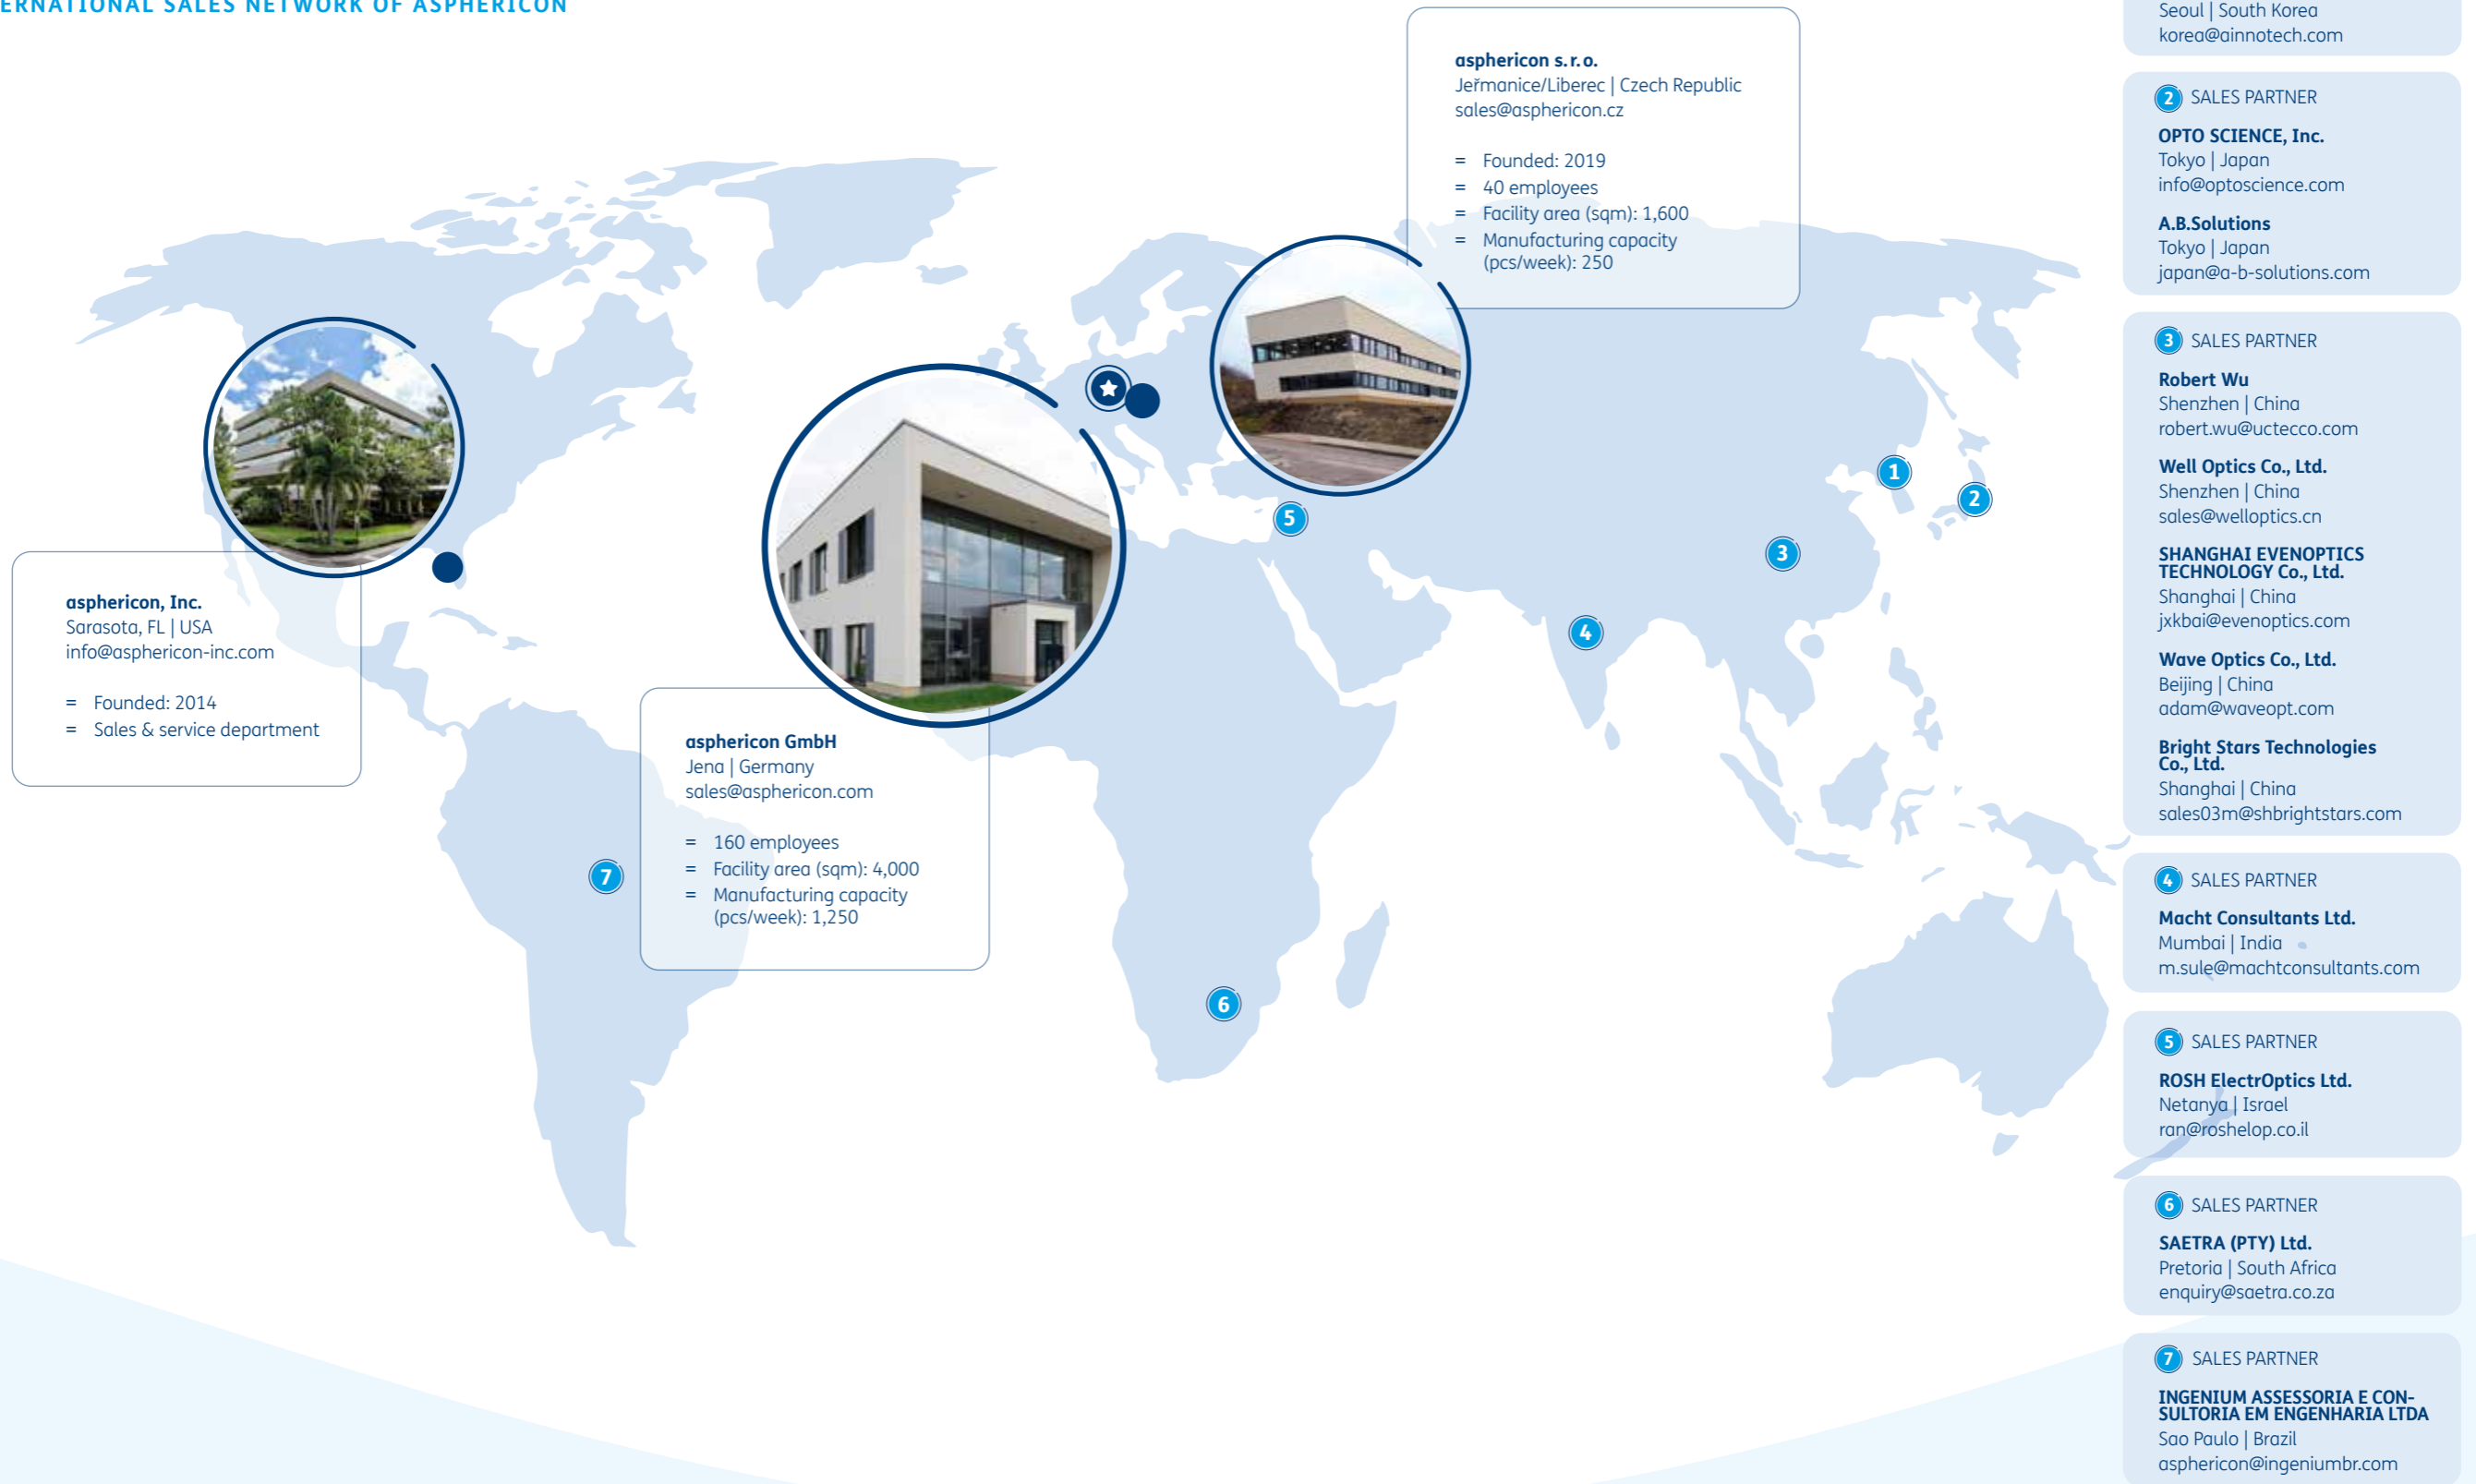 ERNATIONAL SALES NETWORK OF ASPHERICON
asphericon s.r.o.
Jeřmanice/Liberec | Czech Republic
sales@asphericon.cz
= Founded: 2019
= 40 employees
= Facility area (sqm): 1,600
= Manufacturing capacity
(pcs/week): 250
asphericon, Inc.
Sarasota, FL | USA
info@asphericon-inc.com
= Founded: 2014
= Sales & service department
asphericon GmbH
Jena | Germany
sales@asphericon.com
= 160 employees
= Facility area (sqm): 4,000
= Manufacturing capacity
(pcs/week): 1,250
1
2
3
4
5
6
7
Seoul | South Korea
korea@ainnotech.com
2 SALES PARTNER
OPTO SCIENCE, Inc.
Tokyo | Japan
info@optoscience.com
A.B.Solutions
Tokyo | Japan
japan@a-b-solutions.com
3 SALES PARTNER
Robert Wu
Shenzhen | China
robert.wu@uctecco.com
Well Optics Co., Ltd.
Shenzhen | China
sales@welloptics.cn
SHANGHAI EVENOPTICS
TECHNOLOGY Co., Ltd.
Shanghai | China
jxkbai@evenoptics.com
Wave Optics Co., Ltd.
Beijing | China
adam@waveopt.com
Bright Stars Technologies
Co., Ltd.
Shanghai | China
sales03m@shbrightstars.com
4 SALES PARTNER
Macht Consultants Ltd.
Mumbai | India
m.sule@machtconsultants.com
5 SALES PARTNER
ROSH ElectrOptics Ltd.
Netanya | Israel
ran@roshelop.co.il
6 SALES PARTNER
SAETRA (PTY) Ltd.
Pretoria | South Africa
enquiry@saetra.co.za
7 SALES PARTNER
INGENIUM ASSESSORIA E CON-
SULTORIA EM ENGENHARIA LTDA
Sao Paulo | Brazil
asphericon@ingeniumbr.com